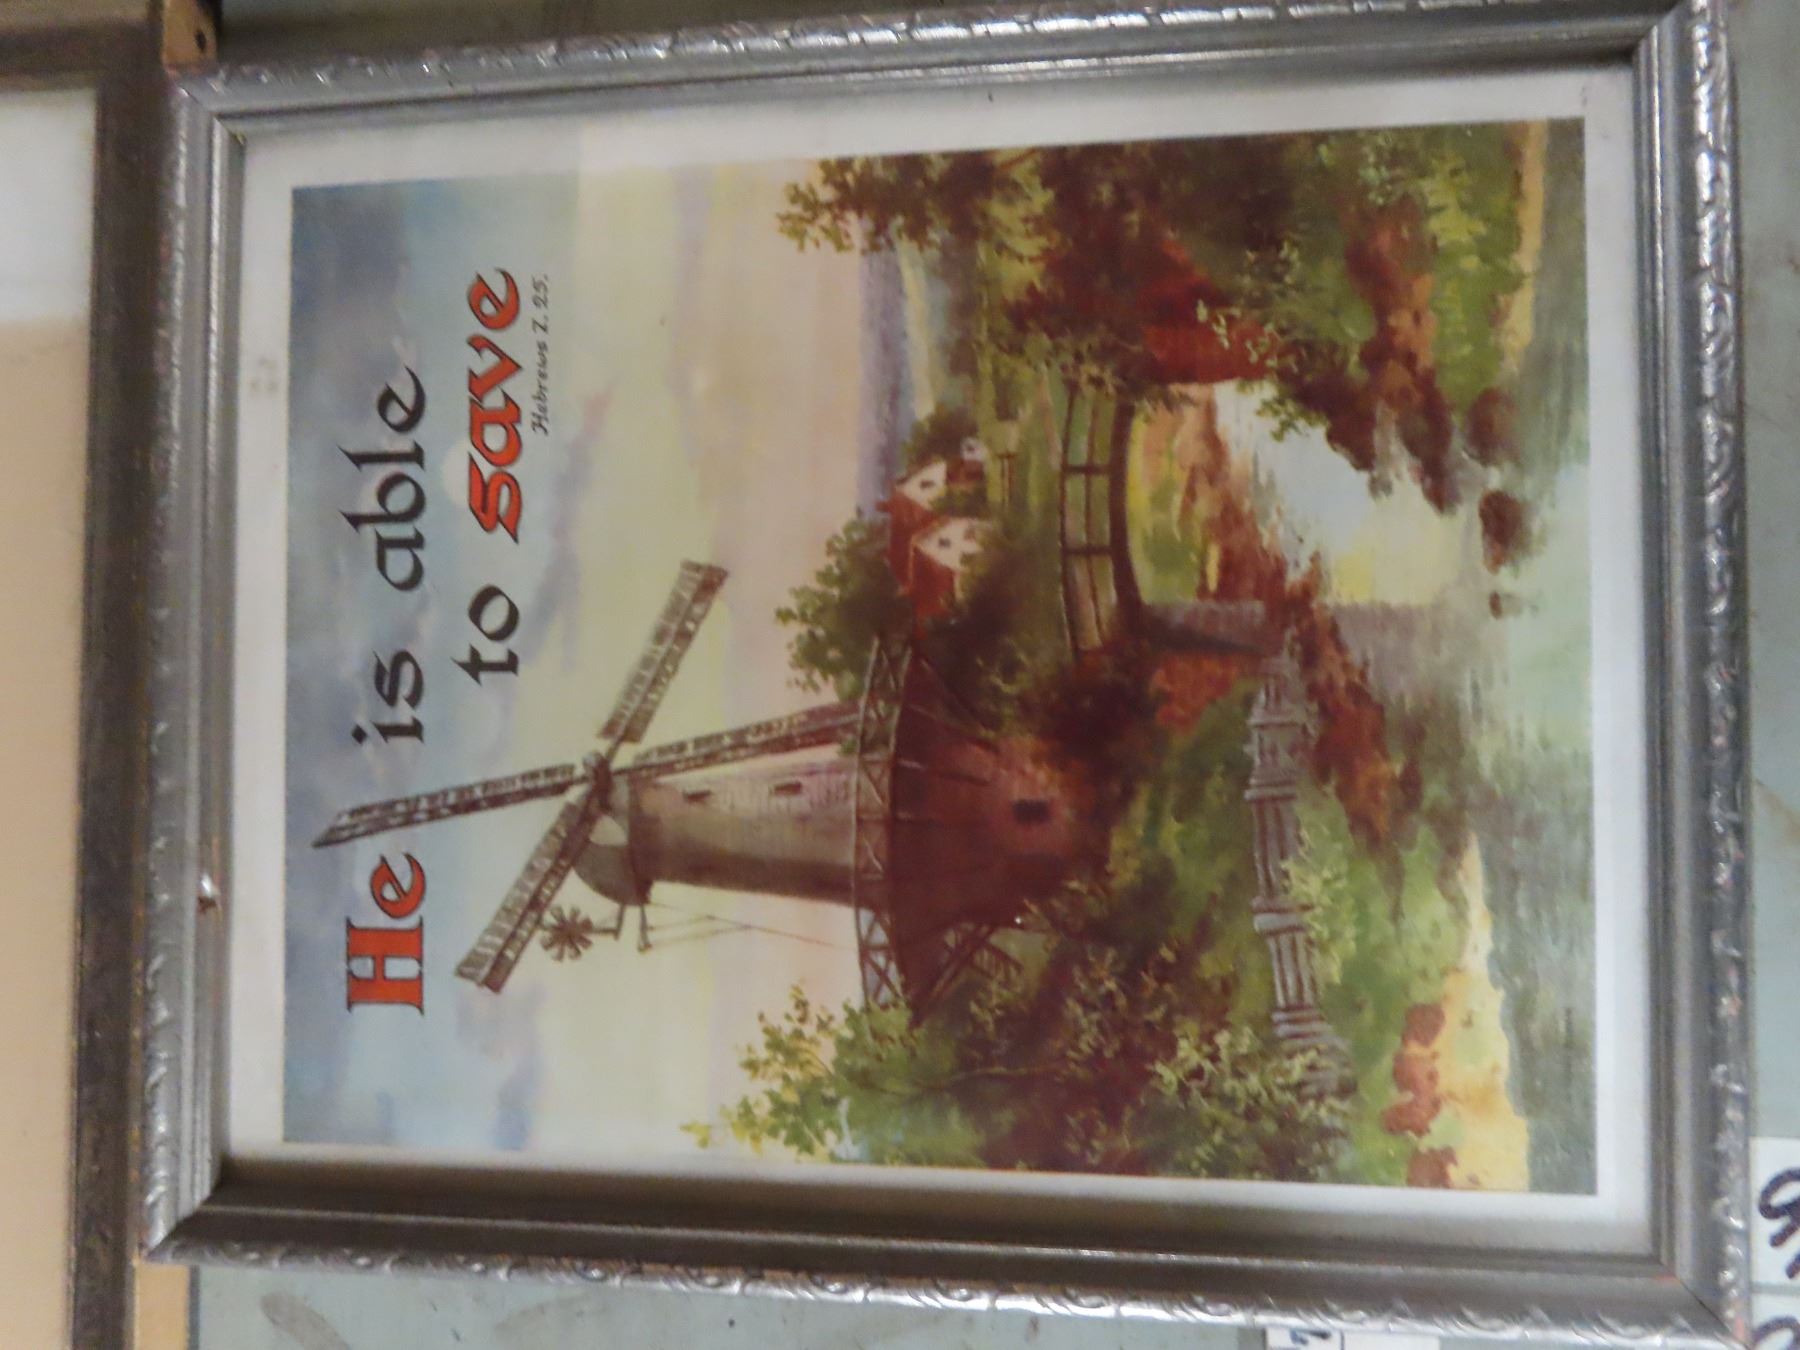 He is able
to save
Hebrews 7. 25.